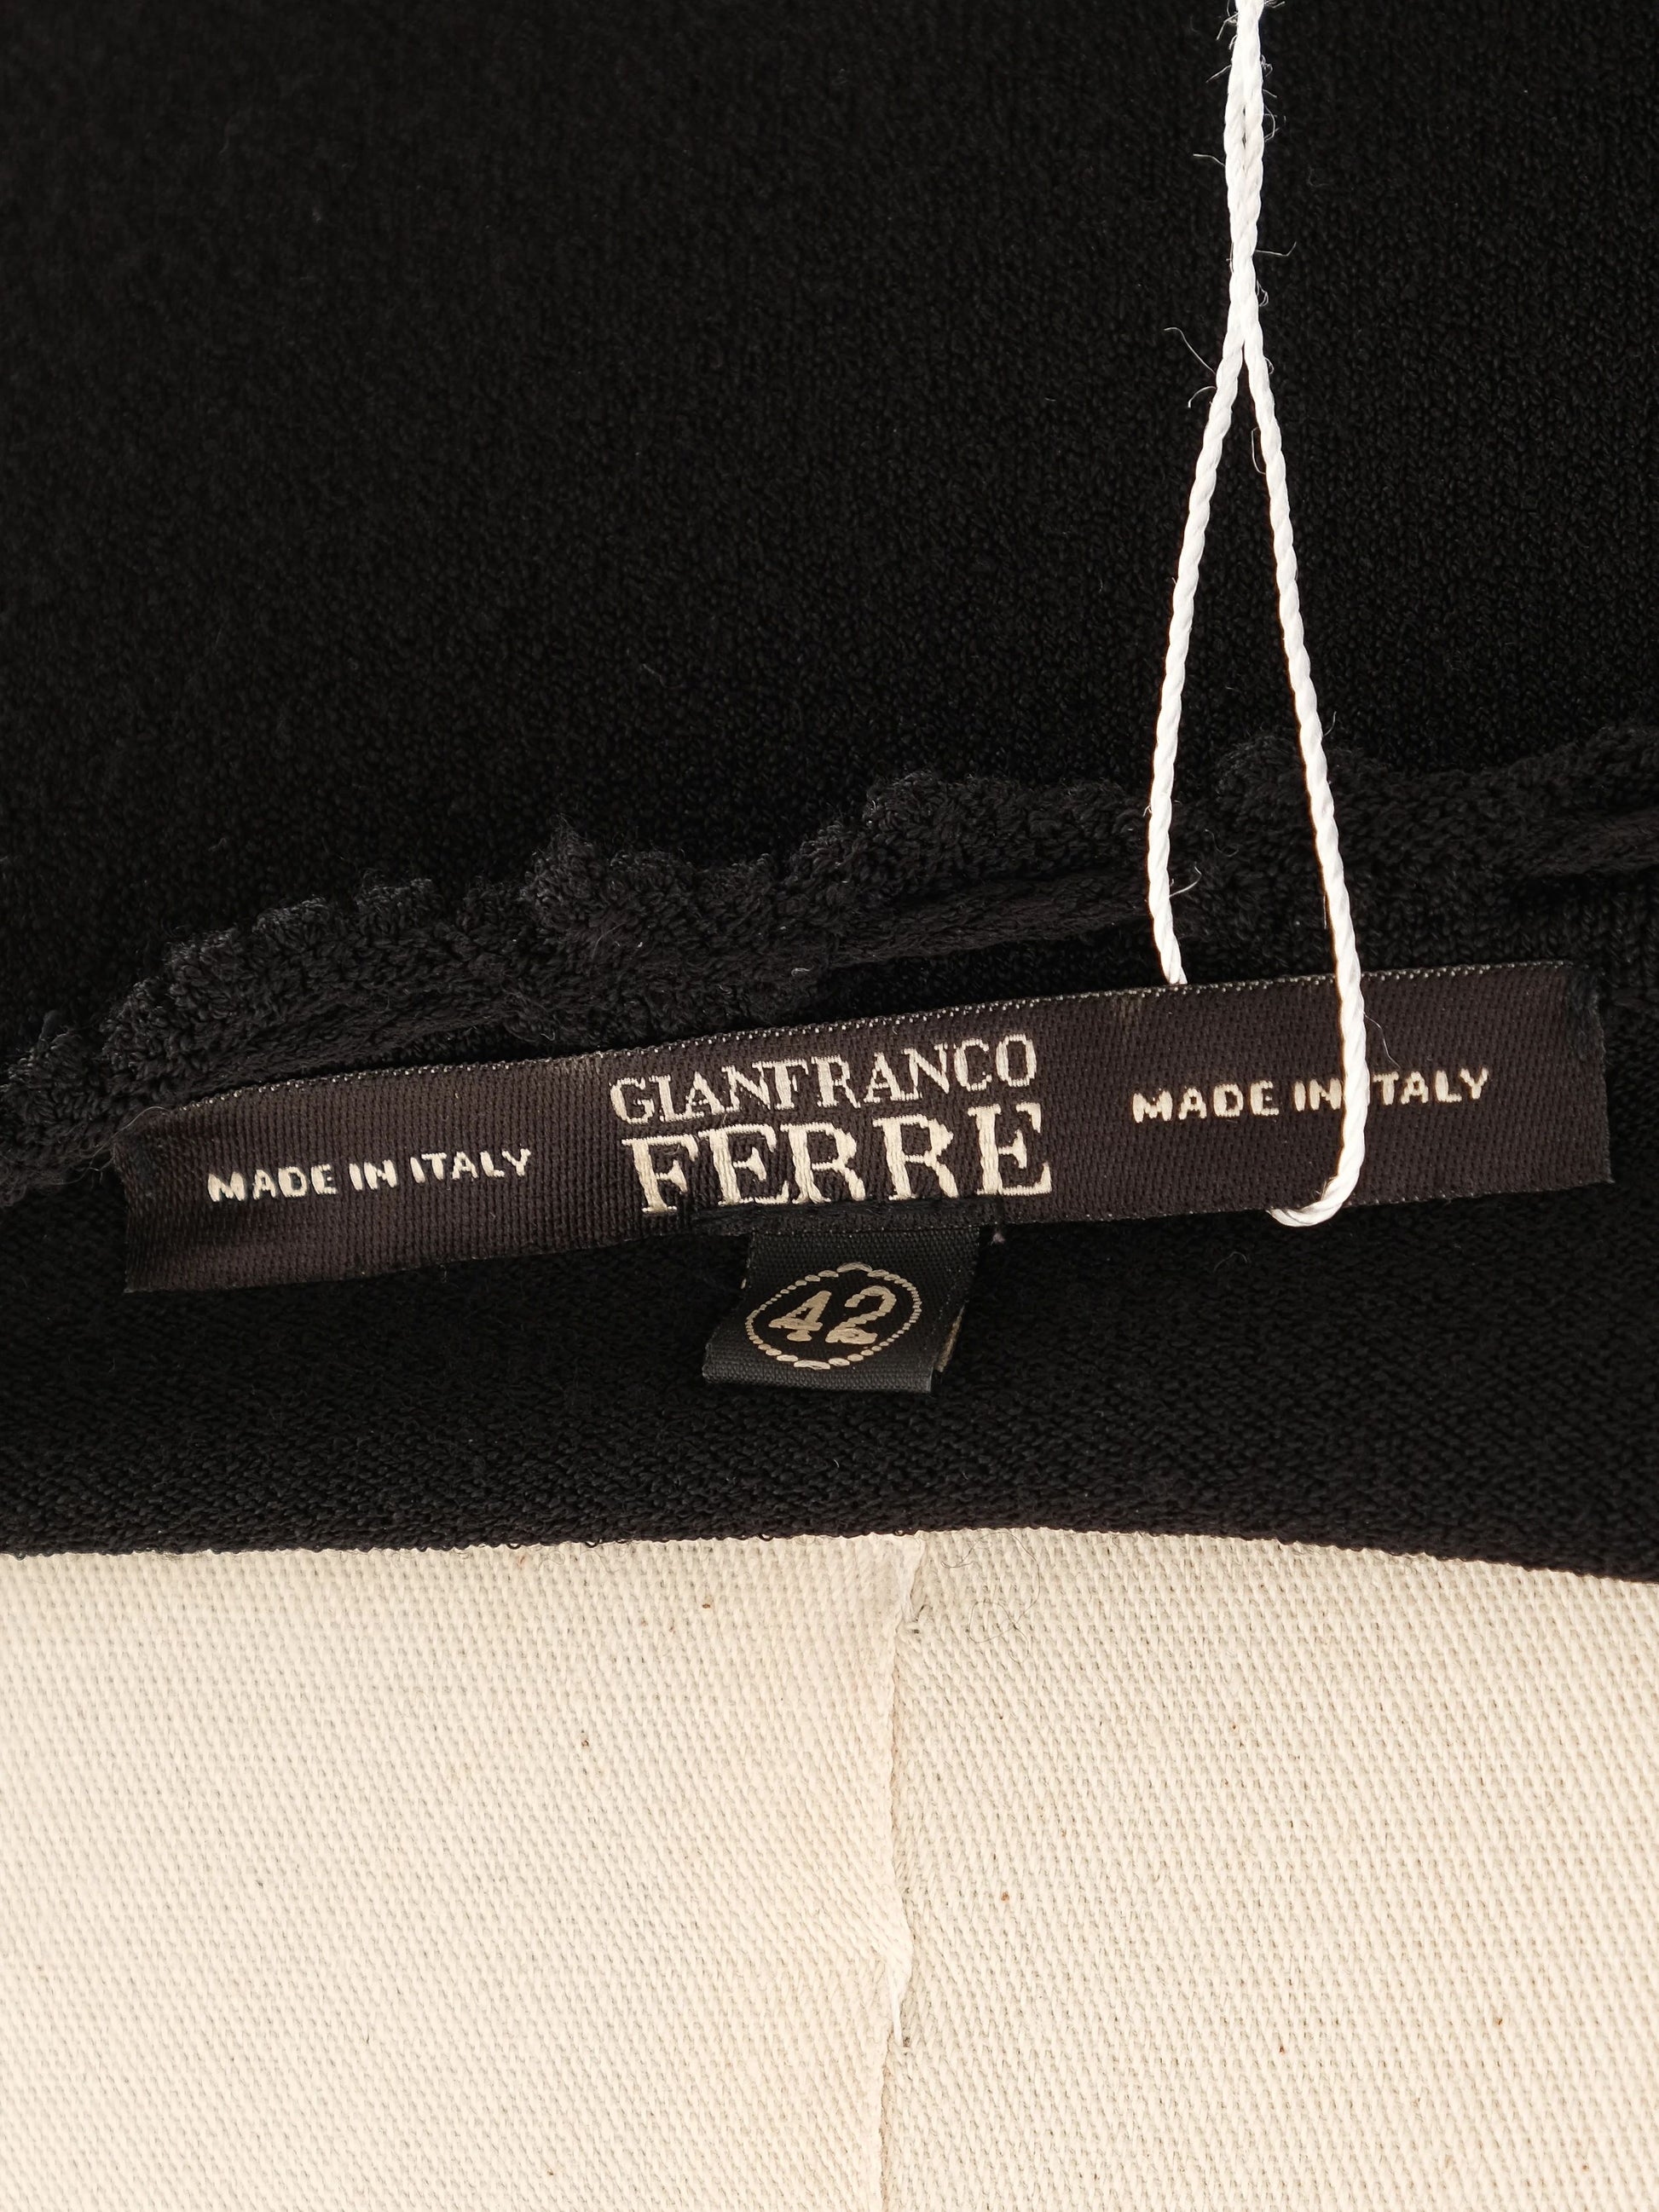 MADE IN ITALY
GIANFRANCO
FERRE
MADE IN ITALY
42